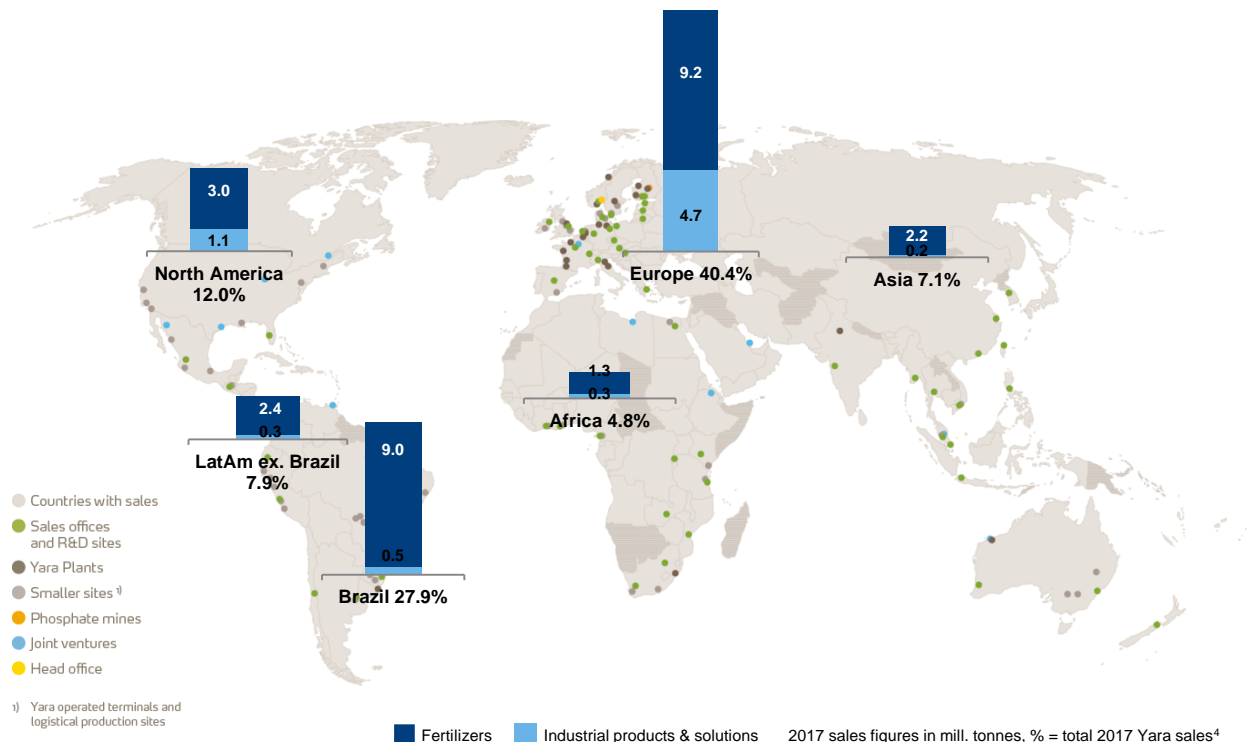 9.2
4.7
Europe 40.4%
3.0
1.1
North America
12.0%
2.2
0.2
Asia 7.1%
1.3
0.3
Africa 4.8%
2.4
0.3
LatAm ex. Brazil
7.9%
9.0
0.5
Brazil 27.9%
Countries with sales
Sales offices
and R&D sites
Yara Plants
Smaller sites 1)
Phosphate mines
Joint ventures
Head office
1) Yara operated terminals and
logistical production sites
Fertilizers Industrial products & solutions 2017 sales figures in mill. tonnes, % = total 2017 Yara sales⁴